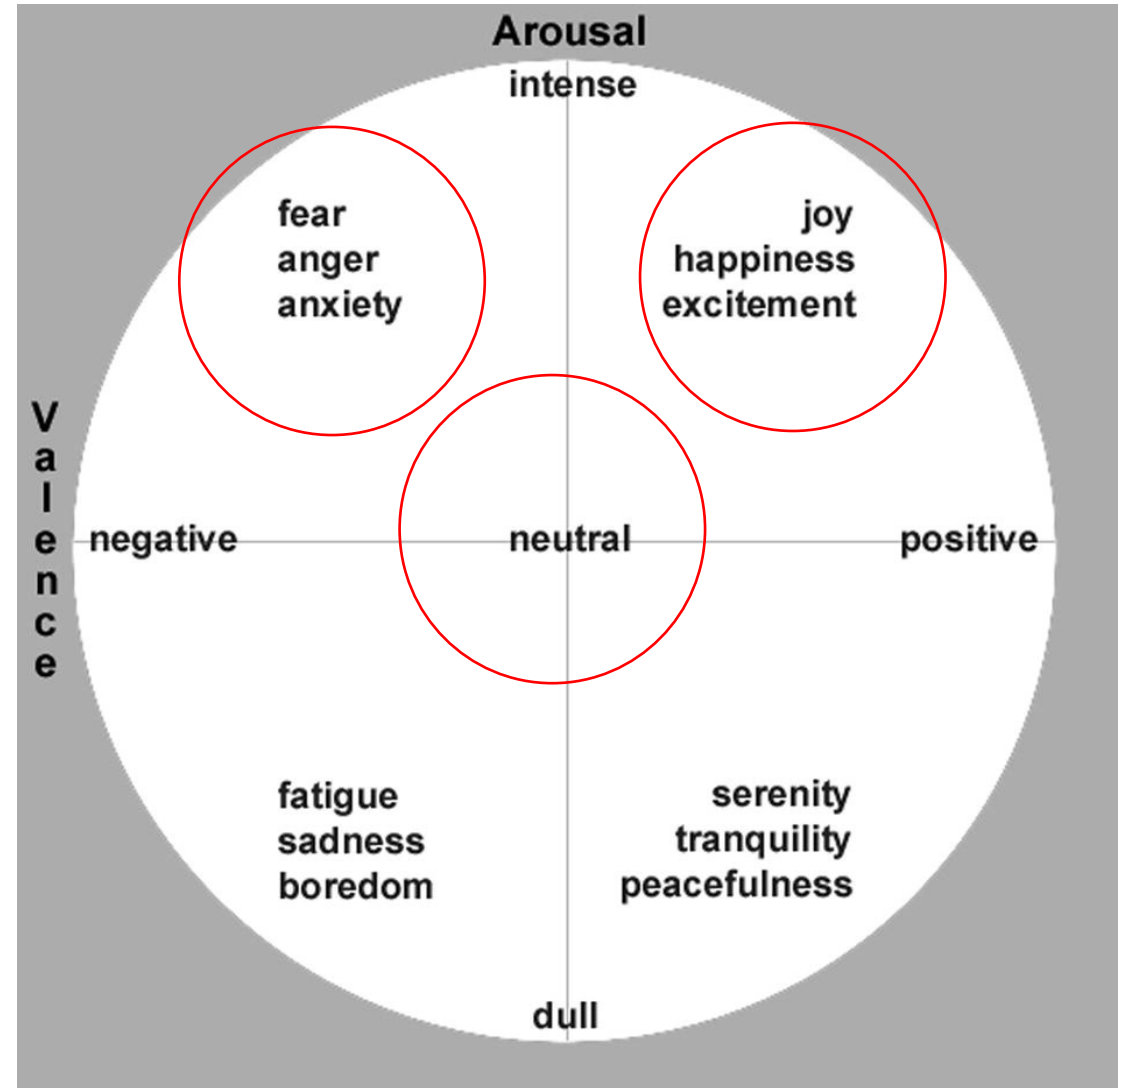 Arousal
intense
fear
anger
anxiety
joy
happiness
excitement
Valence
negative
neutral
positive
fatigue
sadness
boredom
serenity
tranquility
peacefulness
dull